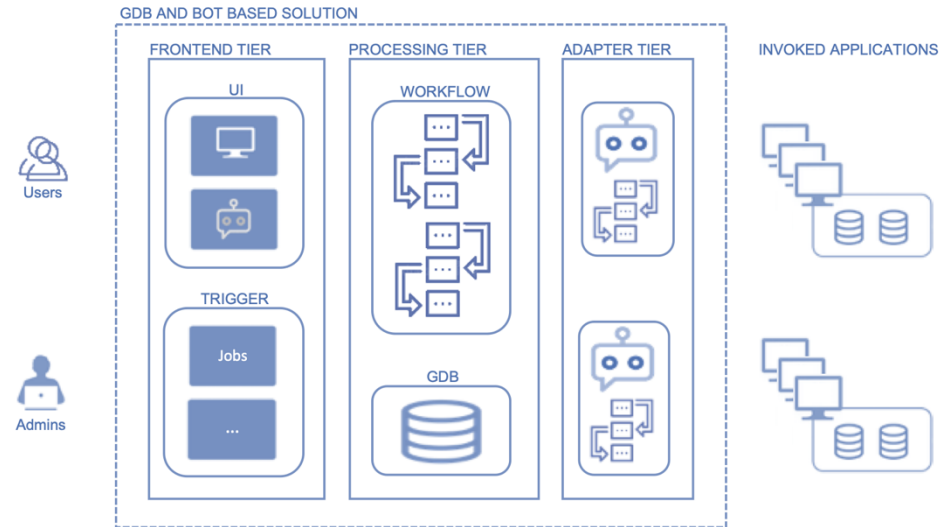 GDB AND BOT BASED SOLUTION
FRONTEND TIER
PROCESSING TIER
ADAPTER TIER
INVOKED APPLICATIONS
UI
WORKFLOW
Users
TRIGGER
Jobs
GDB
Admins
...